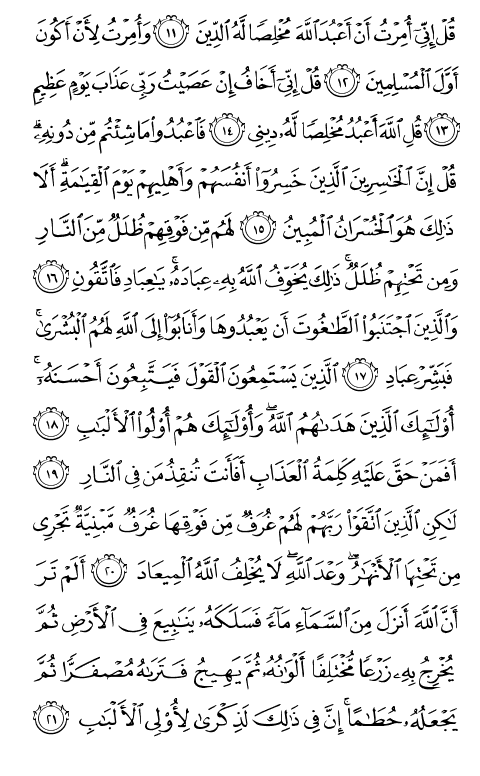 قُلْ إِنِّيٓ أُمِرْتُ أَنْ أَعْبُدَ ٱللَّهَ مُخْلِصًا لَّهُ ٱلدِّينَ ١١ وَأُمِرْتُ لِأَنْ أَكُونَ
أَوَّلَ ٱلْمُسْلِمِينَ ١٢ قُلْ إِنِّيٓ أَخَافُ إِنْ عَصَيْتُ رَبِّي عَذَابَ يَوْمٍ عَظِيمٍ
١٣ قُلِ ٱللَّهَ أَعْبُدُ مُخْلِصًا لَّهُۥ دِينِي ١٤ فَٱعْبُدُوا۟ مَا شِئْتُم مِّن دُونِهِۦۗ
قُلْ إِنَّ ٱلْخَٰسِرِينَ ٱلَّذِينَ خَسِرُوٓا۟ أَنفُسَهُمْ وَأَهْلِيهِمْ يَوْمَ ٱلْقِيَٰمَةِۗ أَلَا
ذَٰلِكَ هُوَ ٱلْخُسْرَانُ ٱلْمُبِينُ ١٥ لَهُم مِّن فَوْقِهِمْ ظُلَلٌ مِّنَ ٱلنَّارِ
وَمِن تَحْتِهِمْ ظُلَلٌۚ ذَٰلِكَ يُخَوِّفُ ٱللَّهُ بِهِۦ عِبَادَهُۥۚ يَٰعِبَادِ فَٱتَّقُونِ ١٦
وَٱلَّذِينَ ٱجْتَنَبُوا۟ ٱلطَّٰغُوتَ أَن يَعْبُدُوهَا وَأَنَابُوٓا۟ إِلَى ٱللَّهِ لَهُمُ ٱلْبُشْرَىٰۚ
فَبَشِّرْ عِبَادِ ١٧ ٱلَّذِينَ يَسْتَمِعُونَ ٱلْقَوْلَ فَيَتَّبِعُونَ أَحْسَنَهُۥٓۚ
أُو۟لَٰٓئِكَ ٱلَّذِينَ هَدَىٰهُمُ ٱللَّهُۖ وَأُو۟لَٰٓئِكَ هُمْ أُو۟لُوا۟ ٱلْأَلْبَٰبِ ١٨
أَفَمَنْ حَقَّ عَلَيْهِ كَلِمَةُ ٱلْعَذَابِ أَفَأَنتَ تُنقِذُ مَن فِي ٱلنَّارِ ١٩
لَٰكِنِ ٱلَّذِينَ ٱتَّقَوْا۟ رَبَّهُمْ لَهُمْ غُرَفٌ مِّن فَوْقِهَا غُرَفٌ مَّبْنِيَّةٌ تَجْرِي
مِن تَحْتِهَا ٱلْأَنْهَٰرُۖ وَعْدَ ٱللَّهِۖ لَا يُخْلِفُ ٱللَّهُ ٱلْمِيعَادَ ٢٠ أَلَمْ تَرَ
أَنَّ ٱللَّهَ أَنزَلَ مِنَ ٱلسَّمَآءِ مَآءً فَسَلَكَهُۥ يَنَٰبِيعَ فِي ٱلْأَرْضِ ثُمَّ
يُخْرِجُ بِهِۦ زَرْعًا مُّخْتَلِفًا أَلْوَٰنُهُۥ ثُمَّ يَهِيجُ فَتَرَىٰهُ مُصْفَرًّا ثُمَّ
يَجْعَلُهُۥ حُطَٰمًاۚ إِنَّ فِي ذَٰلِكَ لَذِكْرَىٰ لِأُو۟لِي ٱلْأَلْبَٰبِ ٢١